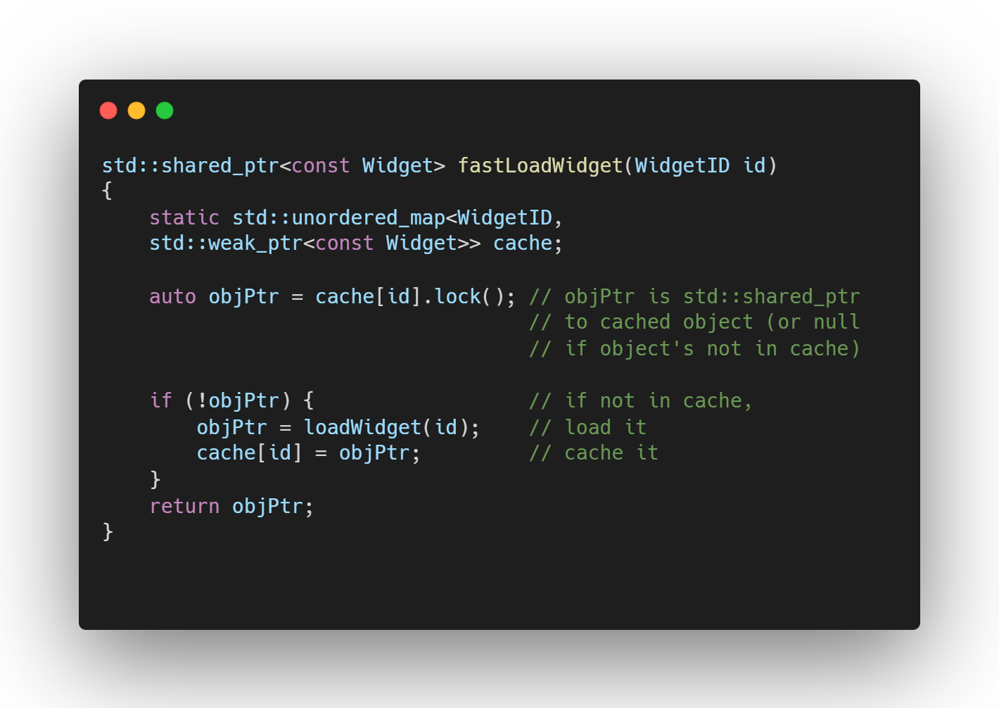 std::shared_ptr<const Widget> fastLoadWidget(WidgetID id)
{
    static std::unordered_map<WidgetID,
    std::weak_ptr<const Widget>> cache;

    auto objPtr = cache[id].lock(); // objPtr is std::shared_ptr
                                    // to cached object (or null
                                    // if object's not in cache)

    if (!objPtr) {                  // if not in cache,
        objPtr = loadWidget(id);    // load it
        cache[id] = objPtr;         // cache it
    }
    return objPtr;
}